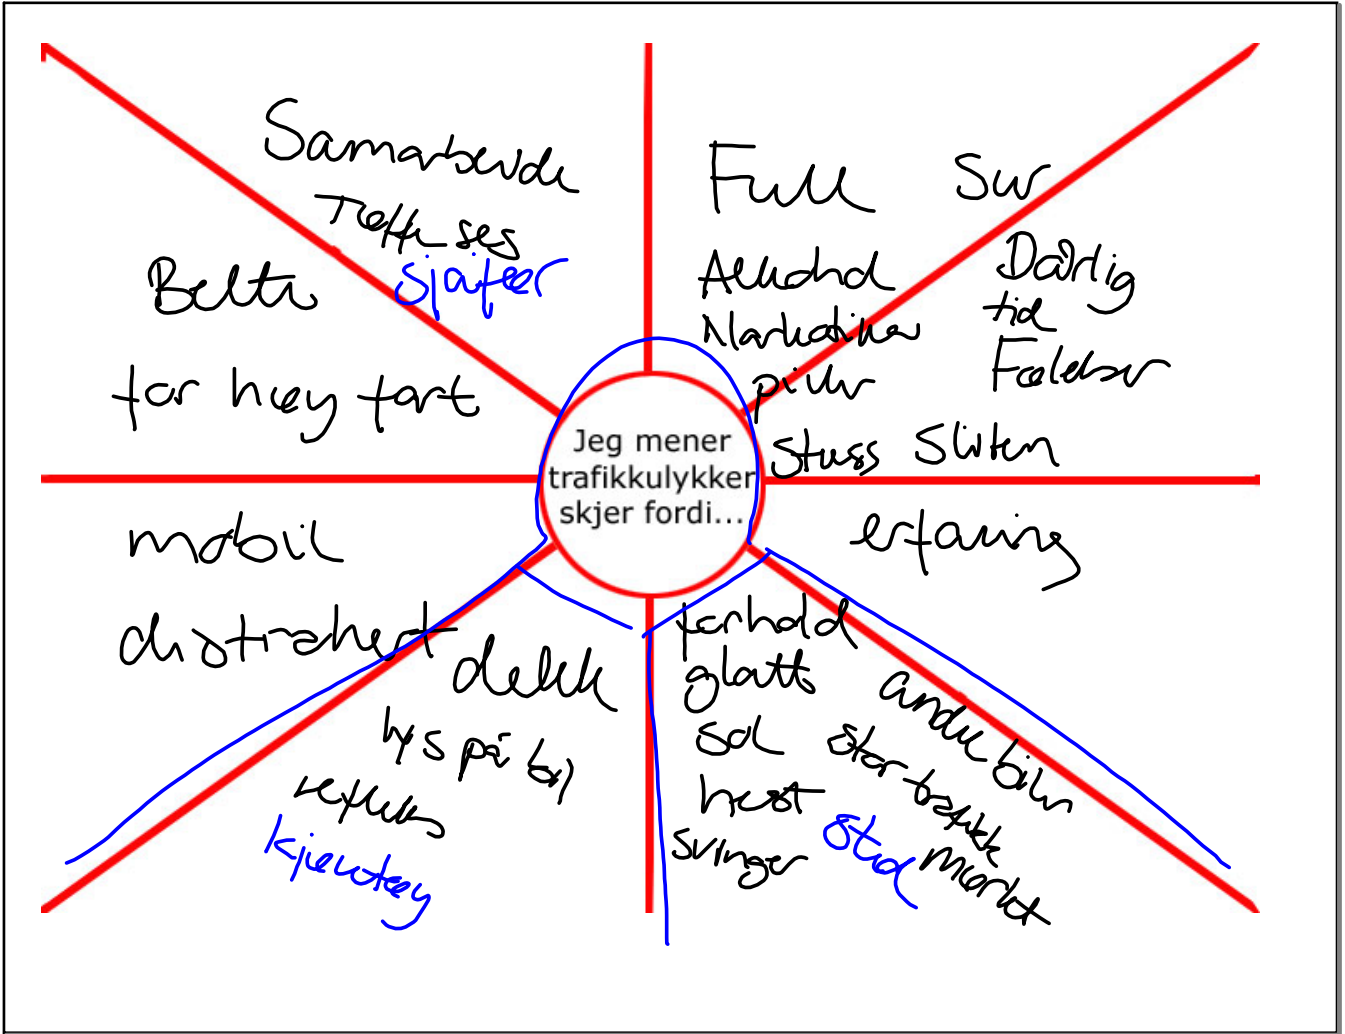 Samarbeide
Treffe ses
sjåfør
Belte
for høy fart
Full
Sur
Alkohol
Narkotiker
piller
Dårlig
tid
Følelser
Stress Sliten
Jeg mener
trafikkulykker
skjer fordi...
mobil
distrahert
erfaring
dekk
lys på bil
refleks
kjøretøy
forhold
glatt
sol
høst
svinger
andre biler
stor trafikk
mørkt
sted